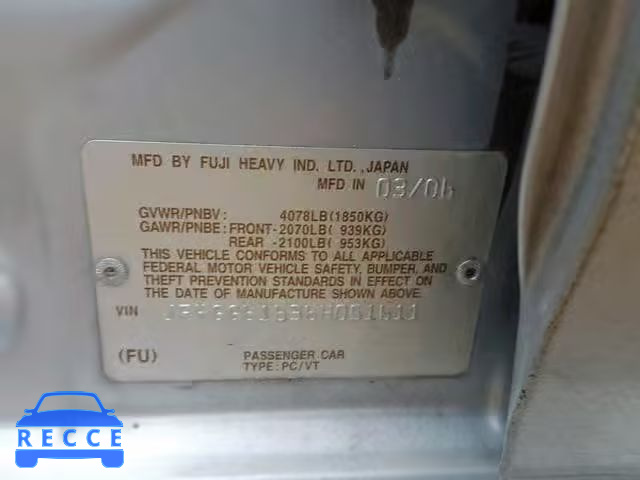 MFD BY FUJI HEAVY IND. LTD.,JAPAN
MFD IN 03/06
GVWR/PNBV: 4078LB(1850KG)
GAWR/PNBE: FRONT-2070LB( 939KG)
REAR -2100LB( 953KG)
THIS VEHICLE CONFORMS TO ALL APPLICABLE
FEDERAL MOTOR VEHICLE SAFETY, BUMPER, AND
THEFT PREVENTION STANDARDS IN EFFECT ON
THE DATE OF MANUFACTURE SHOWN ABOVE.
VIN
(FU) PASSENGER CAR
TYPE: PC/VT
RECCE